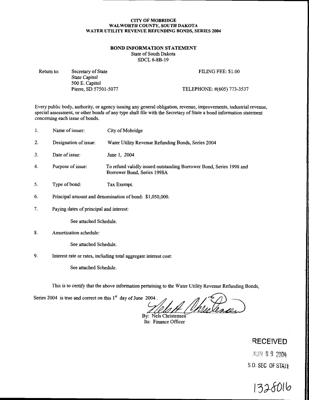 CITY OF MOBRIDGE
WALWORTH COUNTY, SOUTH DAKOTA
WATER UTILITY REVENUE REFUNDING BONDS, SERIES 2004
BOND INFORMATION STATEMENT
State of South Dakota
SDCL 6-8B-19
Return to: Secretary of State FILING FEE: $1.00
State Capitol
500 E. Capitol
Pierre, SD 57501-5077 TELEPHONE: #(605) 773-3537
Every public body, authority, or agency issuing any general obligation, revenue, improvements, industrial revenue,
special assessment, or other bonds of any type shall file with the Secretary of State a bond information statement
concerning each issue of bonds.
1. Name of issuer: City of Mobridge
2. Designation of issue: Water Utility Revenue Refunding Bonds, Series 2004
3. Date of issue: June 1, 2004
4. Purpose of issue: To refund validly issued outstanding Borrower Bond, Series 1998 and
Borrower Bond, Series 1998A
5. Type of bond: Tax Exempt.
6. Principal amount and denomination of bond: $1,050,000.
7. Paying dates of principal and interest:
See attached Schedule.
8. Amortization schedule:
See attached Schedule.
9. Interest rate or rates, including total aggregate interest cost:
See attached Schedule.
This is to certify that the above information pertaining to the Water Utility Revenue Refunding Bonds,
Series 2004 is true and correct on this 1st day of June 2004.
Nels A Christensen
By: Nels Christensen
Its: Finance Officer
RECEIVED
JUN 09 2004
S.D. SEC OF STATE
1328016